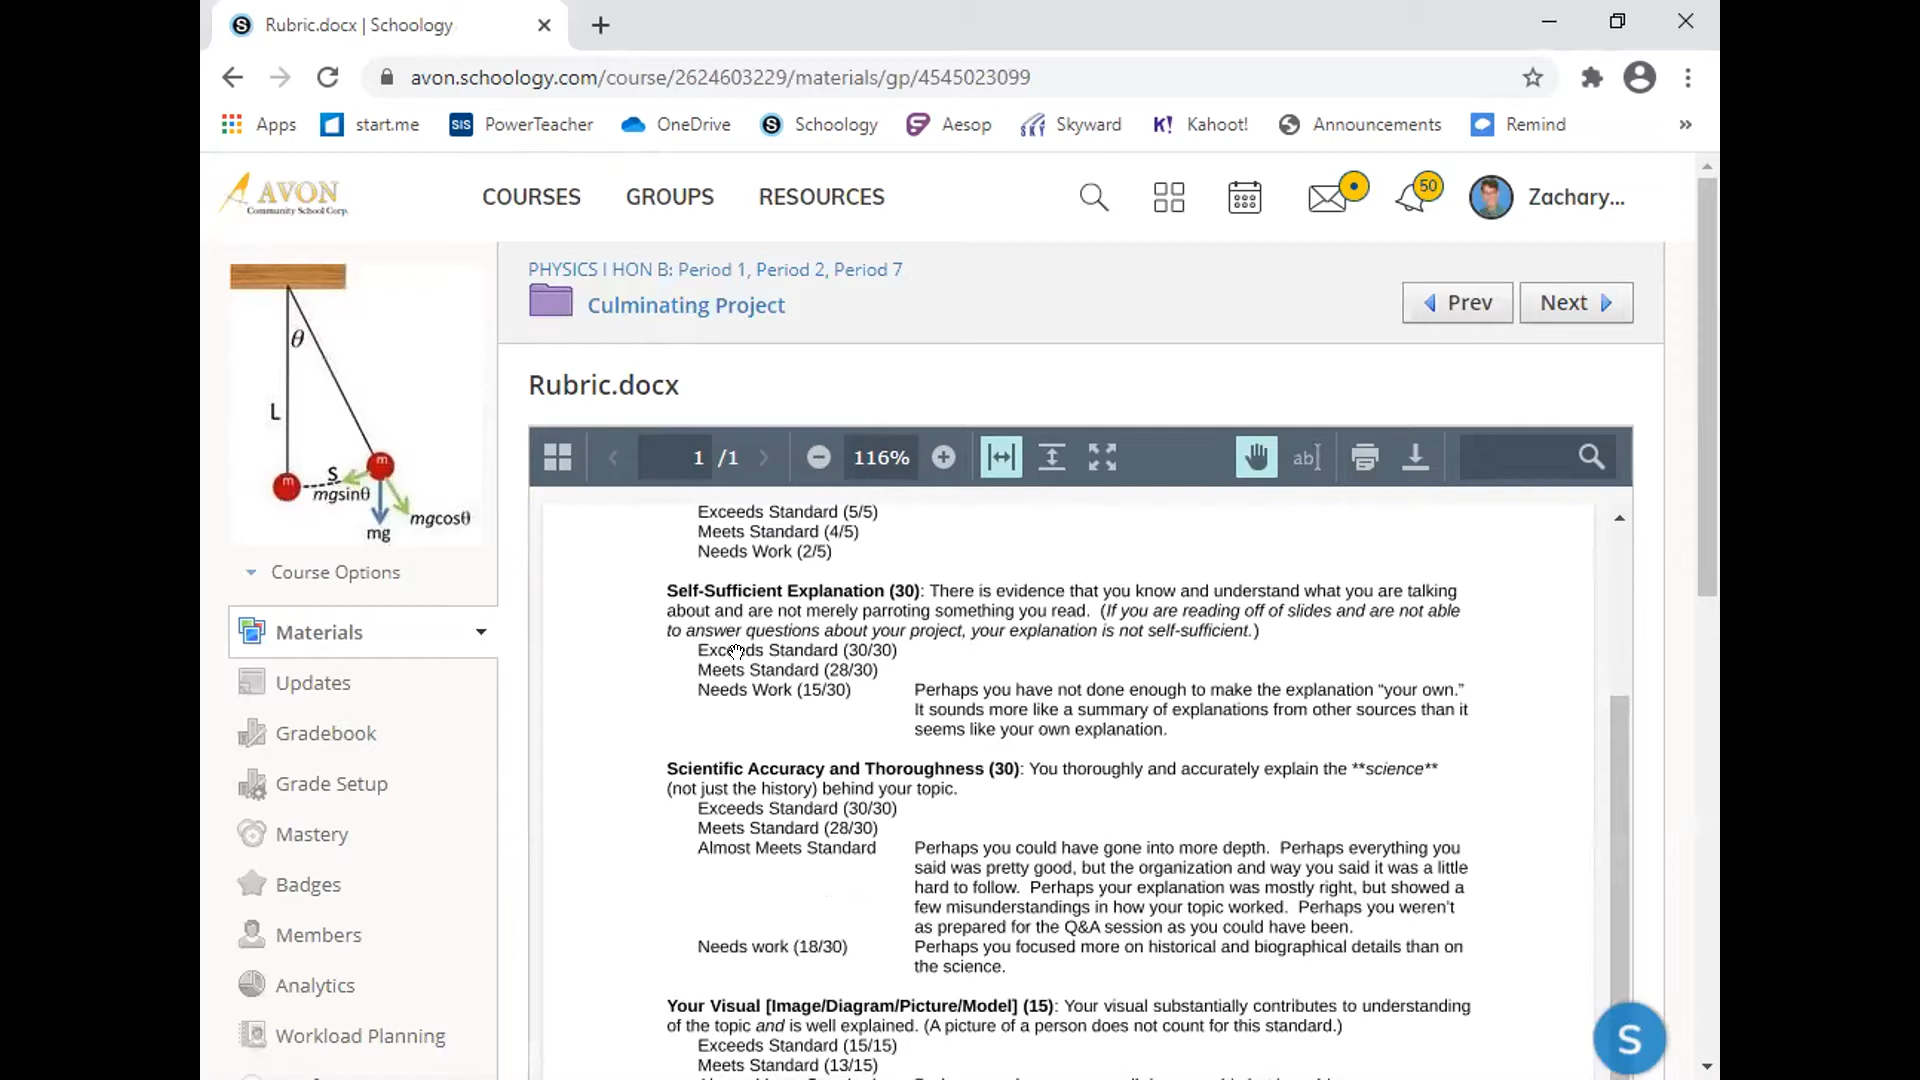 Rubric.docx | Schoology
avon.schoology.com/course/2624603229/materials/gp/4545023099
Apps start.me SIS PowerTeacher OneDrive S Schoology Aesop Skyward K! Kahoot! Announcements Remind »
AVON
Community School Corp.
COURSES GROUPS RESOURCES 50 Zachary...
PHYSICS I HON B: Period 1, Period 2, Period 7
Culminating Project
Prev Next
θ
L
m
m
S
mgsinθ
mgcosθ
mg
Course Options
Materials
Updates
Gradebook
Grade Setup
Mastery
Badges
Members
Analytics
Workload Planning
Rubric.docx
1 /1 116% ab
Exceeds Standard (5/5)
Meets Standard (4/5)
Needs Work (2/5)
Self-Sufficient Explanation (30): There is evidence that you know and understand what you are talking
about and are not merely parroting something you read. (If you are reading off of slides and are not able
to answer questions about your project, your explanation is not self-sufficient.)
Exceeds Standard (30/30)
Meets Standard (28/30)
Needs Work (15/30) Perhaps you have not done enough to make the explanation “your own.”
It sounds more like a summary of explanations from other sources than it
seems like your own explanation.
Scientific Accuracy and Thoroughness (30): You thoroughly and accurately explain the **science**
(not just the history) behind your topic.
Exceeds Standard (30/30)
Meets Standard (28/30)
Almost Meets Standard Perhaps you could have gone into more depth. Perhaps everything you
said was pretty good, but the organization and way you said it was a little
hard to follow. Perhaps your explanation was mostly right, but showed a
few misunderstandings in how your topic worked. Perhaps you weren’t
as prepared for the Q&A session as you could have been.
Needs work (18/30) Perhaps you focused more on historical and biographical details than on
the science.
Your Visual [Image/Diagram/Picture/Model] (15): Your visual substantially contributes to understanding
of the topic and is well explained. (A picture of a person does not count for this standard.)
Exceeds Standard (15/15)
Meets Standard (13/15)
S